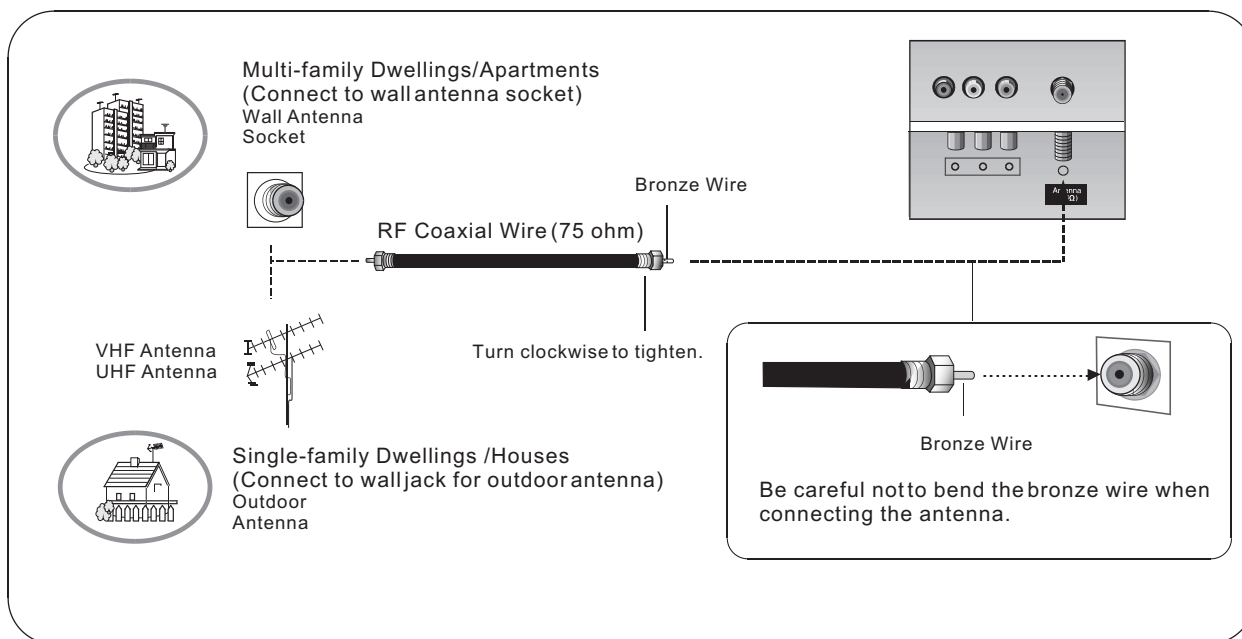 Multi-family Dwellings/Apartments
(Connect to wall antenna socket)
Wall Antenna
Socket
Bronze Wire
RF Coaxial Wire (75 ohm)
VHF Antenna
UHF Antenna
Turn clockwise to tighten.
Single-family Dwellings /Houses
(Connect to wall jack for outdoor antenna)
Outdoor
Antenna
Bronze Wire
Be careful not to bend the bronze wire when
connecting the antenna.